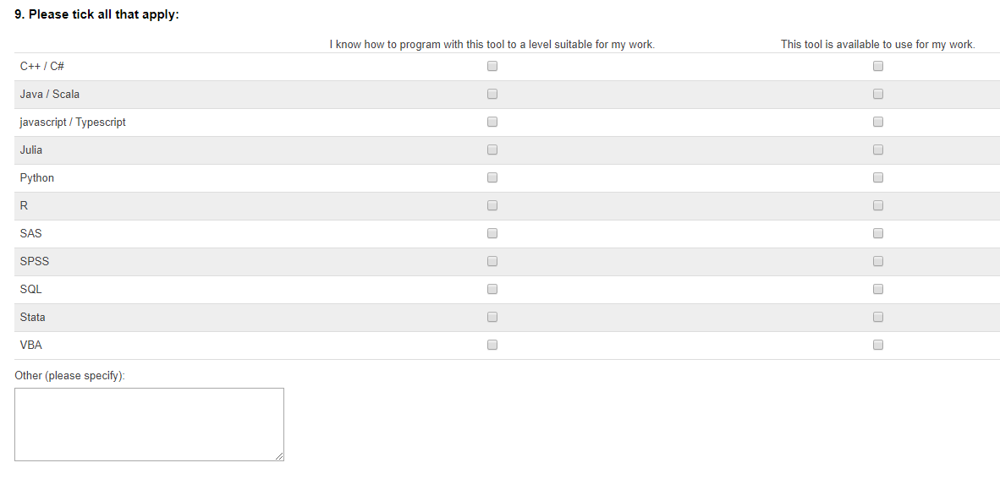 9. Please tick all that apply:
I know how to program with this tool to a level suitable for my work. This tool is available to use for my work.
C++ / C#
Java / Scala
javascript / Typescript
Julia
Python
R
SAS
SPSS
SQL
Stata
VBA
Other (please specify):